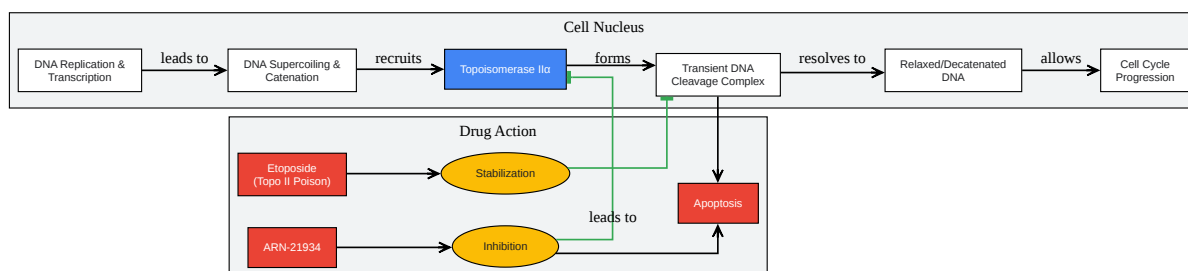 Cell Nucleus
DNA Replication &
Transcription
leads to
DNA Supercoiling &
Catenation
recruits
Topoisomerase IIα
forms
Transient DNA
Cleavage Complex
resolves to
Relaxed/Decatenated
DNA
allows
Cell Cycle
Progression
Drug Action
Etoposide
(Topo II Poison)
Stabilization
Apoptosis
leads to
ARN-21934
Inhibition